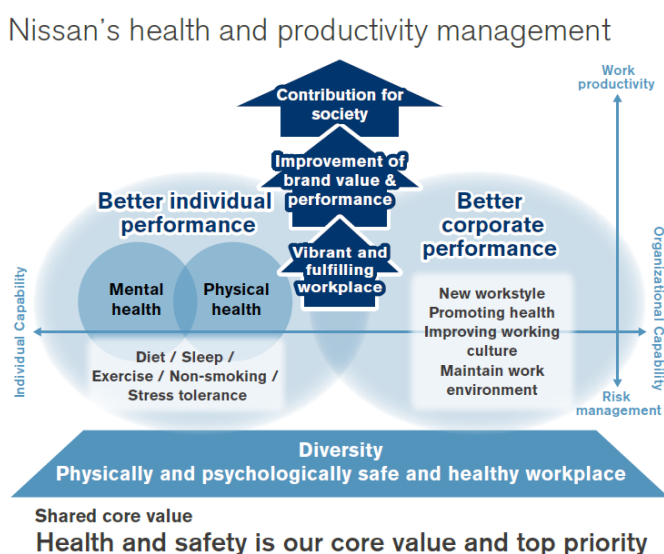 Nissan's health and productivity management
Work
productivity
Contribution for
society
Improvement of
brand value &
performance
Better individual
performance
Better
corporate
performance
Vibrant and
fulfilling
workplace
Mental
health
Physical
health
New workstyle
Promoting health
Improving working
culture
Maintain work
environment
Individual Capability
Organizational Capability
Diet / Sleep /
Exercise / Non-smoking /
Stress tolerance
Risk
management
Diversity
Physically and psychologically safe and healthy workplace
Shared core value
Health and safety is our core value and top priority